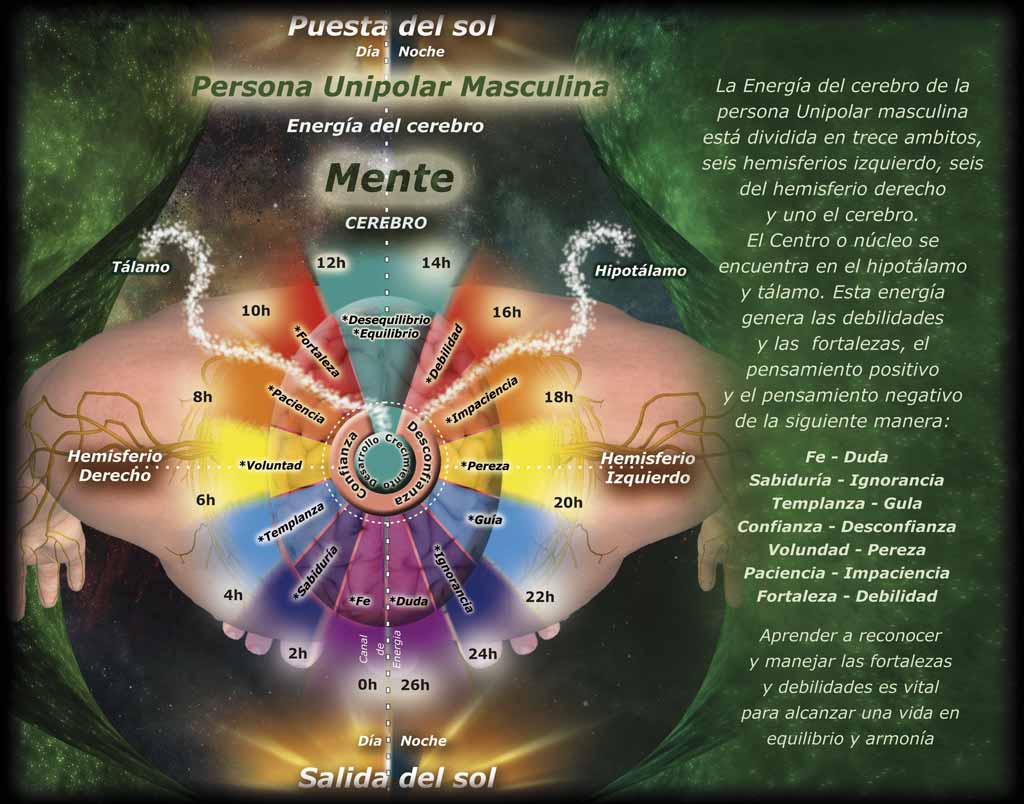 Puesta del sol
Día Noche
Persona Unipolar Masculina
Energía del cerebro
Mente
CEREBRO
12h 14h
Tálamo
Hipotálamo
10h
16h
*Desequilibrio
*Equilibrio
*Fortaleza
*Debilidad
8h
*Paciencia
*Impaciencia
18h
Confianza
Desconfianza
Desarrollo Crecimiento
Hemisferio
Derecho
*Voluntad
*Pereza
Hemisferio
Izquierdo
6h
20h
*Templanza
*Guía
*Sabiduría
*Ignorancia
4h
*Fe
*Duda
22h
Canal
de
Energia
2h
24h
0h 26h
Día Noche
Salida del sol
La Energía del cerebro de la
persona Unipolar masculina
está dividida en trece ambitos,
seis hemisferios izquierdo, seis
del hemisferio derecho
y uno el cerebro.
El Centro o núcleo se
encuentra en el hipotálamo
y tálamo. Esta energía
genera las debilidades
y las fortalezas, el
pensamiento positivo
y el pensamiento negativo
de la siguiente manera:
Fe - Duda
Sabiduría - Ignorancia
Templanza - Gula
Confianza - Desconfianza
Volundad - Pereza
Paciencia - Impaciencia
Fortaleza - Debilidad
Aprender a reconocer
y manejar las fortalezas
y debilidades es vital
para alcanzar una vida en
equilibrio y armonía